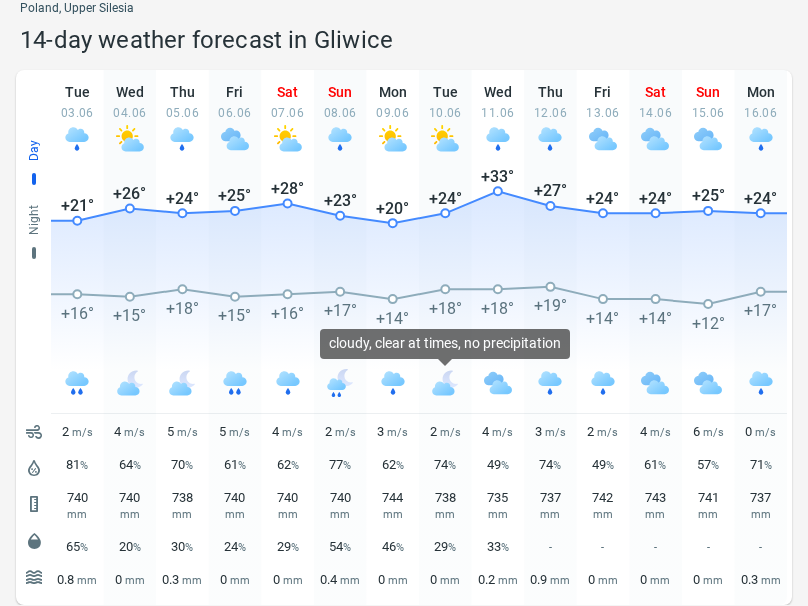 Poland, Upper Silesia
14-day weather forecast in Gliwice
Tue Wed Thu Fri Sat Sun Mon Tue Wed Thu Fri Sat Sun Mon
03.06 04.06 05.06 06.06 07.06 08.06 09.06 10.06 11.06 12.06 13.06 14.06 15.06 16.06
Day
+21° +26° +24° +25° +28° +23° +20° +24° +33° +27° +24° +24° +25° +24°
Night
+16° +15° +18° +15° +16° +17° +14° +18° +18° +19° +14° +14° +12° +17°
cloudy, clear at times, no precipitation
2 m/s 4 m/s 5 m/s 5 m/s 4 m/s 2 m/s 3 m/s 2 m/s 4 m/s 3 m/s 2 m/s 4 m/s 6 m/s 0 m/s
81% 64% 70% 61% 62% 77% 62% 74% 49% 74% 49% 61% 57% 71%
740 740 738 740 740 740 744 738 735 737 742 743 741 737
mm mm mm mm mm mm mm mm mm mm mm mm mm mm
65% 20% 30% 24% 29% 54% 46% 29% 33% - - - - -
0.8 mm 0 mm 0.3 mm 0 mm 0 mm 0.4 mm 0 mm 0 mm 0.2 mm 0.9 mm 0 mm 0 mm 0 mm 0.3 mm